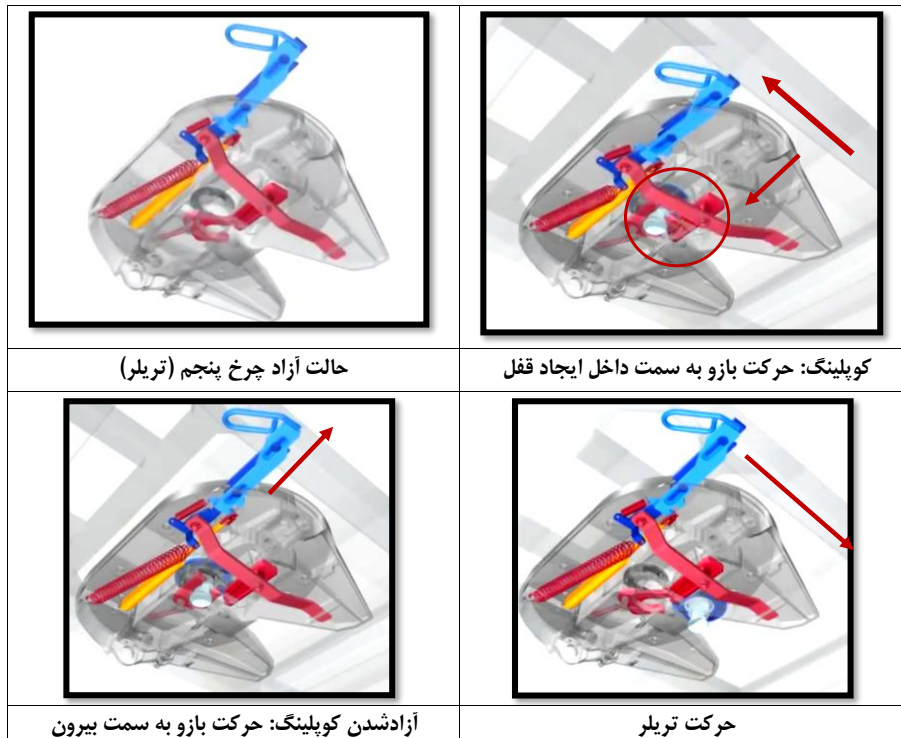 کوپلینگ: حرکت بازو به سمت داخل ایجاد قفل
حالت آزاد چرخ پنجم (تریلر)
حرکت تریلر
آزادشدن کوپلینگ: حرکت بازو به سمت بیرون